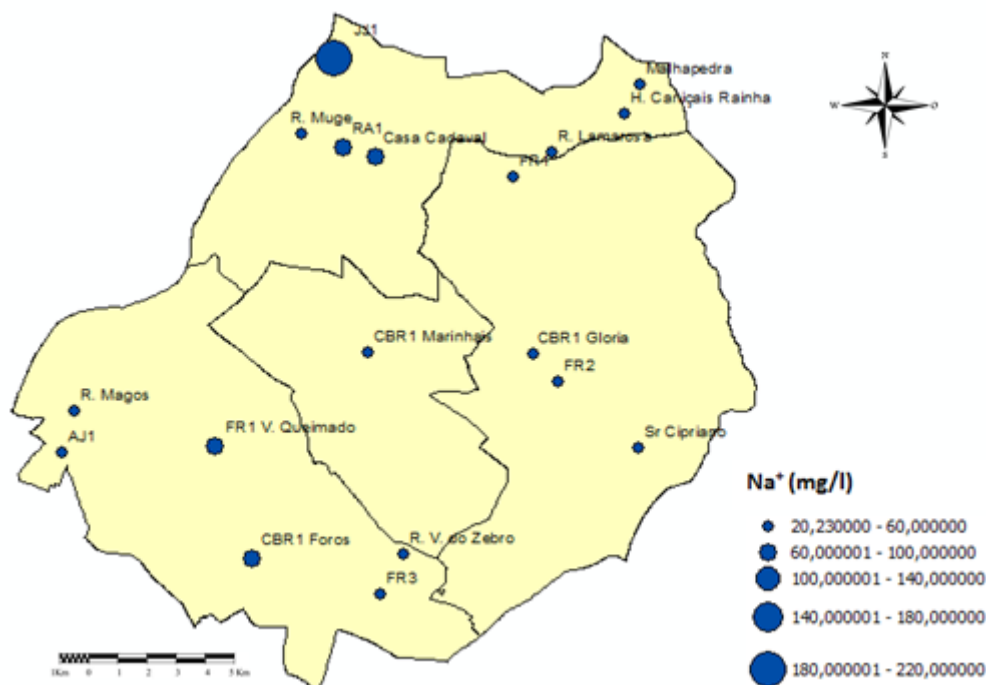 JJ1
Malhapedra
H. Caniçais Rainha
N
W
O
S
R. Muge
RA1
Casa Cadaval
R. Lamarosa
FR1
CBR1 Marinhais
CBR1 Gloria
FR2
R. Magos
AJ1
FR1 V. Queimado
Sr Cipriano
Na⁺ (mg/l)
20,230000 - 60,000000
60,000001 - 100,000000
100,000001 - 140,000000
140,000001 - 180,000000
180,000001 - 220,000000
CBR1 Foros
R. V. do Zebro
FR3
1Km 0 1 2 3 4 5 Km